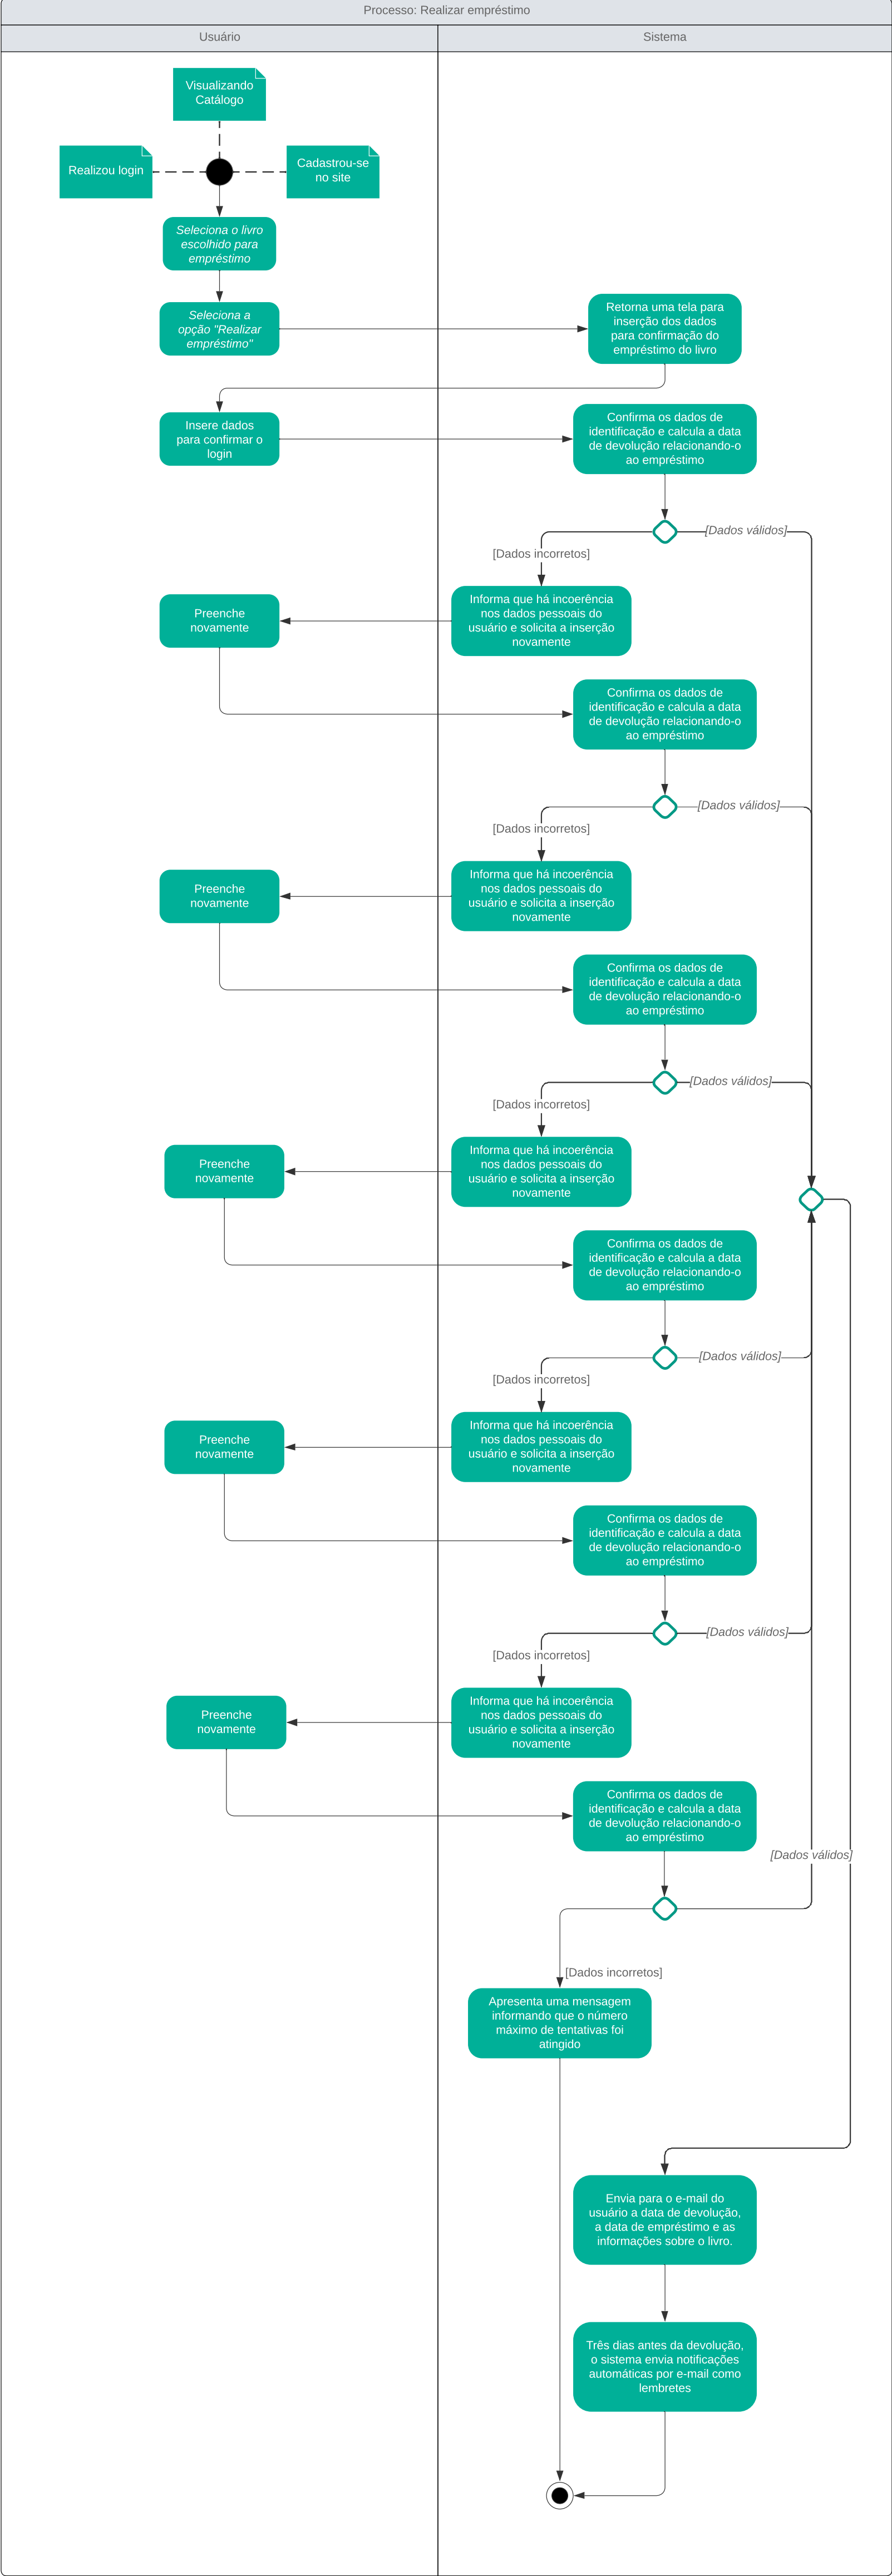 Processo: Realizar empréstimo
Usuário
Sistema
Visualizando
Catálogo
Realizou login
Cadastrou-se
no site
Seleciona o livro
escolhido para
empréstimo
Seleciona a
opção "Realizar
empréstimo"
Retorna uma tela para
inserção dos dados
para confirmação do
empréstimo do livro
Insere dados
para confirmar o
login
Confirma os dados de
identificação e calcula a data
de devolução relacionando-o
ao empréstimo
[Dados válidos]
[Dados incorretos]
Informa que há incoerência
nos dados pessoais do
usuário e solicita a inserção
novamente
Preenche
novamente
Confirma os dados de
identificação e calcula a data
de devolução relacionando-o
ao empréstimo
[Dados válidos]
[Dados incorretos]
Informa que há incoerência
nos dados pessoais do
usuário e solicita a inserção
novamente
Preenche
novamente
Confirma os dados de
identificação e calcula a data
de devolução relacionando-o
ao empréstimo
[Dados válidos]
[Dados incorretos]
Informa que há incoerência
nos dados pessoais do
usuário e solicita a inserção
novamente
Preenche
novamente
Confirma os dados de
identificação e calcula a data
de devolução relacionando-o
ao empréstimo
[Dados válidos]
[Dados incorretos]
Informa que há incoerência
nos dados pessoais do
usuário e solicita a inserção
novamente
Preenche
novamente
Confirma os dados de
identificação e calcula a data
de devolução relacionando-o
ao empréstimo
[Dados válidos]
[Dados incorretos]
Informa que há incoerência
nos dados pessoais do
usuário e solicita a inserção
novamente
Preenche
novamente
Confirma os dados de
identificação e calcula a data
de devolução relacionando-o
ao empréstimo
[Dados válidos]
[Dados incorretos]
Apresenta uma mensagem
informando que o número
máximo de tentativas foi
atingido
Envia para o e-mail do
usuário a data de devolução,
a data de empréstimo e as
informações sobre o livro.
Três dias antes da devolução,
o sistema envia notificações
automáticas por e-mail como
lembretes